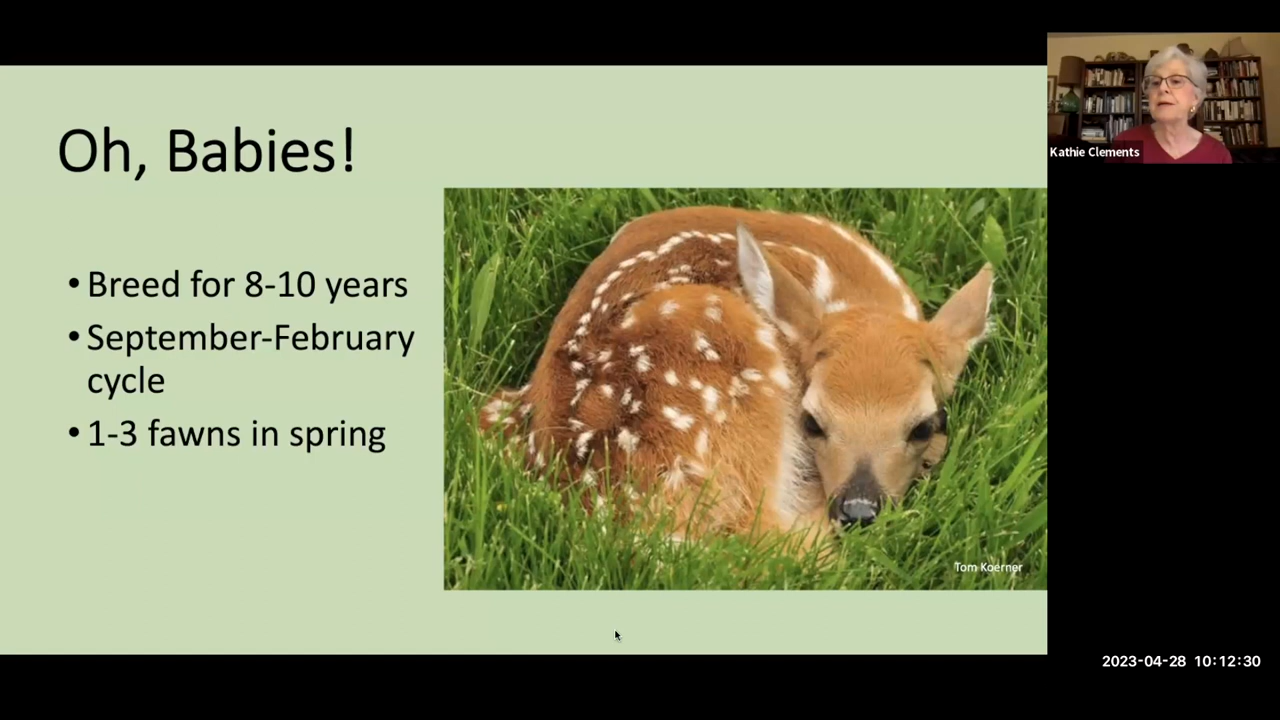 Oh, Babies!
• Breed for 8-10 years
• September-February
cycle
• 1-3 fawns in spring
Tom Koerner
Kathie Clements
2023-04-28 10:12:30